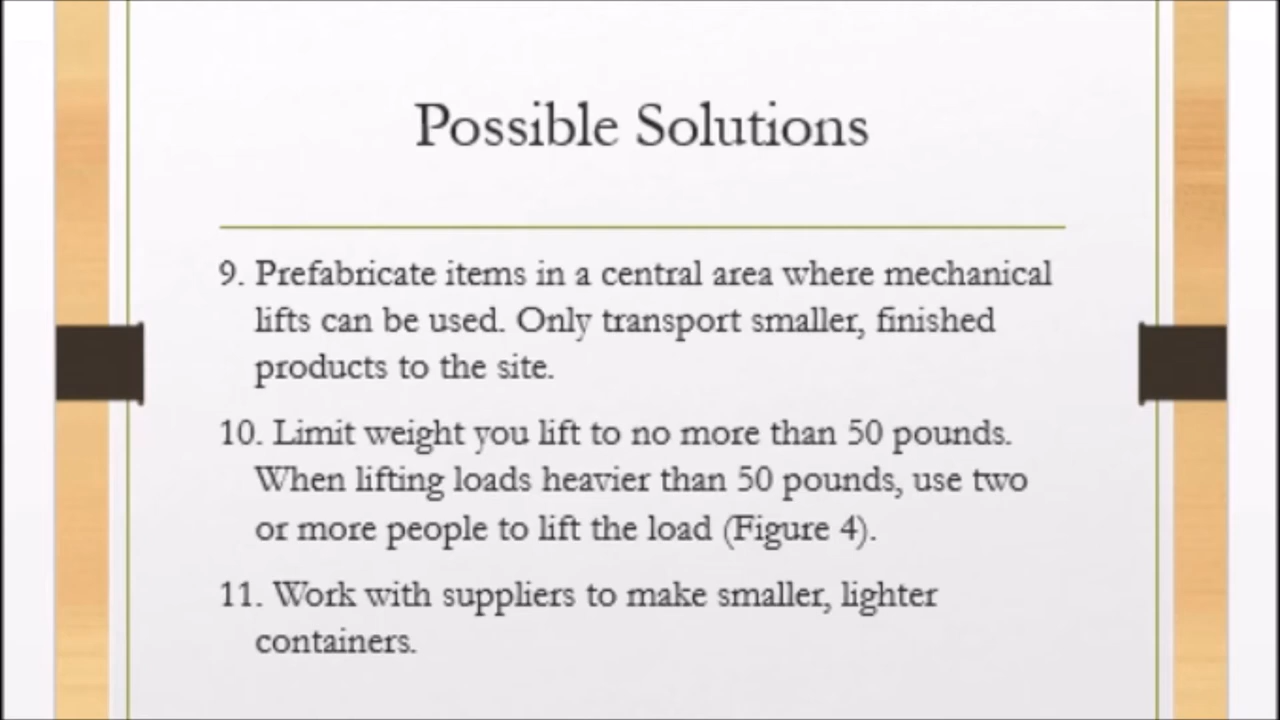 Possible Solutions
9. Prefabricate items in a central area where mechanical
lifts can be used. Only transport smaller, finished
products to the site.
10. Limit weight you lift to no more than 50 pounds.
When lifting loads heavier than 50 pounds, use two
or more people to lift the load (Figure 4).
11. Work with suppliers to make smaller, lighter
containers.